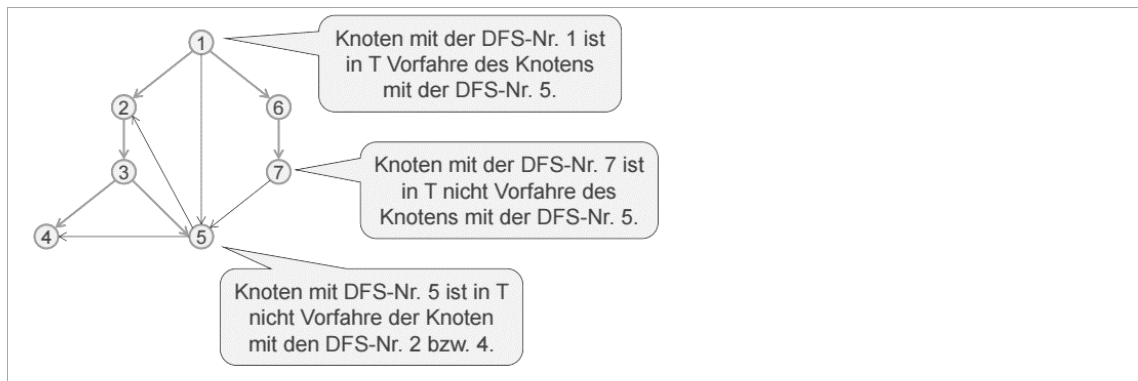 1
Knoten mit der DFS-Nr. 1 ist
in T Vorfahre des Knotens
mit der DFS-Nr. 5.
2
6
3
7
Knoten mit der DFS-Nr. 7 ist
in T nicht Vorfahre des
Knotens mit der DFS-Nr. 5.
4
5
Knoten mit DFS-Nr. 5 ist in T
nicht Vorfahre der Knoten
mit den DFS-Nr. 2 bzw. 4.